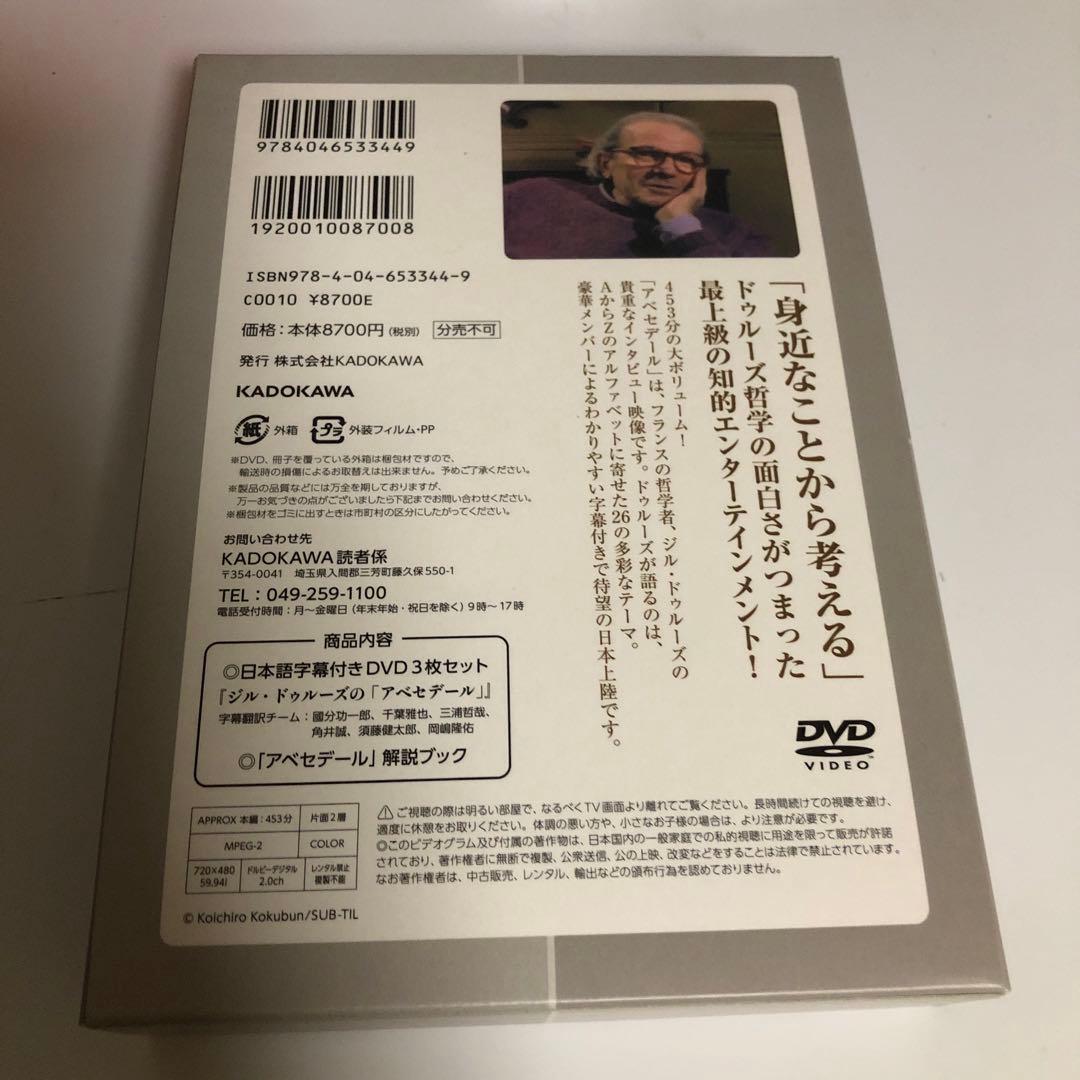 9784046533449
1920010087008
ISBN978-4-04-653344-9
C0010 ¥8700E
価格：本体8700円（税別） 分売不可
発行 株式会社KADOKAWA
KADOKAWA
紙 外箱 プラ 外装フィルム・PP
※DVD、冊子を覆っている外箱は梱包材ですので、
輸送時の損傷によるお取替えは出来ません。予めご了承ください。
※製品の品質などには万全を期しておりますが、
万一お気づきの点がございましたら下記までお問い合わせください。
※梱包材をゴミに出すときは市町村の区分にしたがってください。
お問い合わせ先
KADOKAWA読者係
〒354-0041 埼玉県入間郡三芳町藤久保550-1
TEL：049-259-1100
電話受付時間：月〜金曜日（年末年始・祝日を除く）9時〜17時
「身近なことから考える」
ドゥルーズ哲学の面白さがつまった
最上級の知的エンターテインメント！
453分の大ボリューム！
「アベセデール」は、フランスの哲学者、ジル・ドゥルーズの
貴重なインタビュー映像です。ドゥルーズが語るのは、
AからZのアルファベットに寄せた26の多彩なテーマ。
豪華メンバーによるわかりやすい字幕付きで待望の日本上陸です。
商品内容
◎日本語字幕付きDVD3枚セット
『ジル・ドゥルーズの「アベセデール」』
字幕翻訳チーム：國分功一郎、千葉雅也、三浦哲哉、
角井誠、須藤健太郎、岡嶋隆佑
◎「アベセデール」解説ブック
DVD
VIDEO™
APPROX 本編：453分 片面2層
MPEG-2 COLOR
720×480 59.94i ドルビーデジタル 2.0ch レンタル禁止 複製不能
© Koichiro Kokubun/SUB-TIL
⚠ご視聴の際は明るい部屋で、なるべくTV画面より離れてご覧ください。長時間続けての視聴を避け、
適度に休憩をお取りください。体調の悪い方や、小さなお子様の場合は、より注意が必要です。
◎このビデオグラム及び付属の著作物は、日本国内の一般家庭での私的視聴に用途を限って販売が許諾
されており、著作権者に無断で複製、公衆送信、公の上映、改変などをすることは法律で禁止されています。
なお著作権者は、中古販売、レンタル、輸出などの頒布行為を認めておりません。